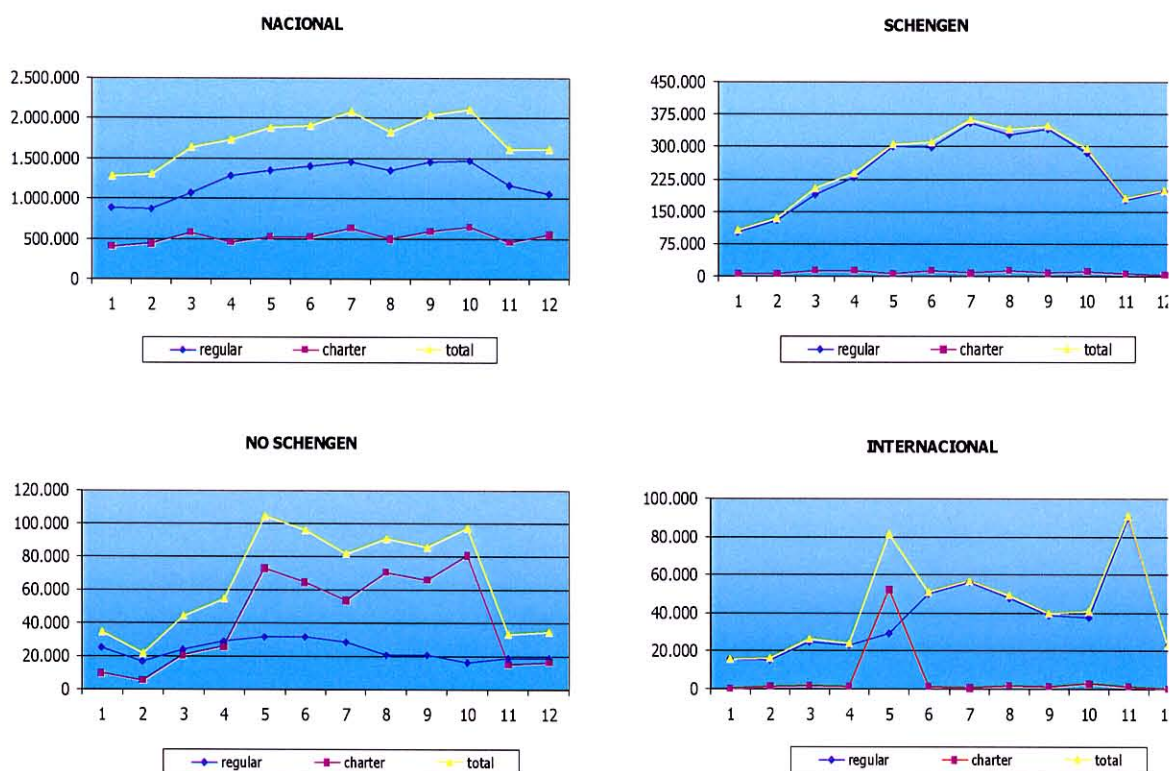 NACIONAL
2.500.000
2.000.000
1.500.000
1.000.000
500.000
0
1 2 3 4 5 6 7 8 9 10 11 12
regular charter total
SCHENGEN
450.000
375.000
300.000
225.000
150.000
75.000
0
1 2 3 4 5 6 7 8 9 10 11 12
regular charter total
NO SCHENGEN
120.000
100.000
80.000
60.000
40.000
20.000
0
1 2 3 4 5 6 7 8 9 10 11 12
regular charter total
INTERNACIONAL
100.000
80.000
60.000
40.000
20.000
0
1 2 3 4 5 6 7 8 9 10 11 1
regular charter total